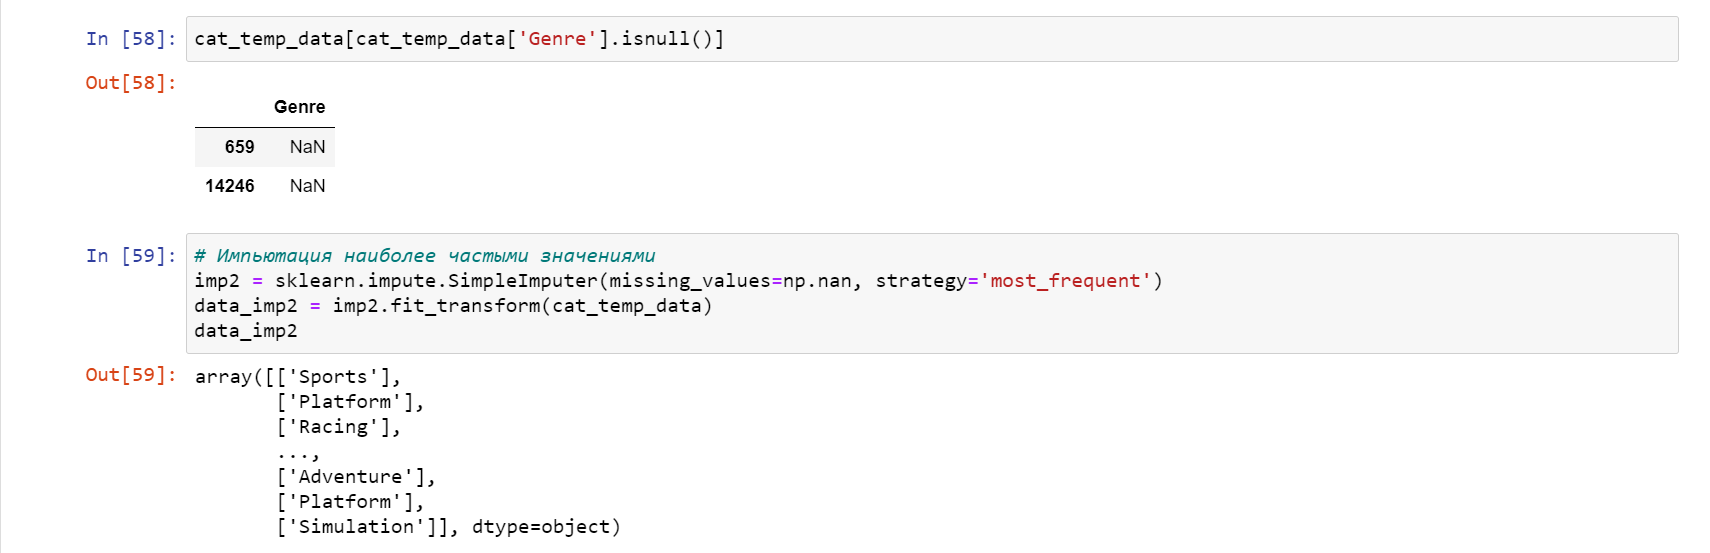 In [58]: cat_temp_data[cat_temp_data['Genre'].isnull()]
Out[58]:
Genre
659 NaN
14246 NaN
In [59]: # Импьютация наиболее частыми значениями
imp2 = sklearn.impute.SimpleImputer(missing_values=np.nan, strategy='most_frequent')
data_imp2 = imp2.fit_transform(cat_temp_data)
data_imp2
Out[59]: array([['Sports'],
['Platform'],
['Racing'],
...,
['Adventure'],
['Platform'],
['Simulation']], dtype=object)